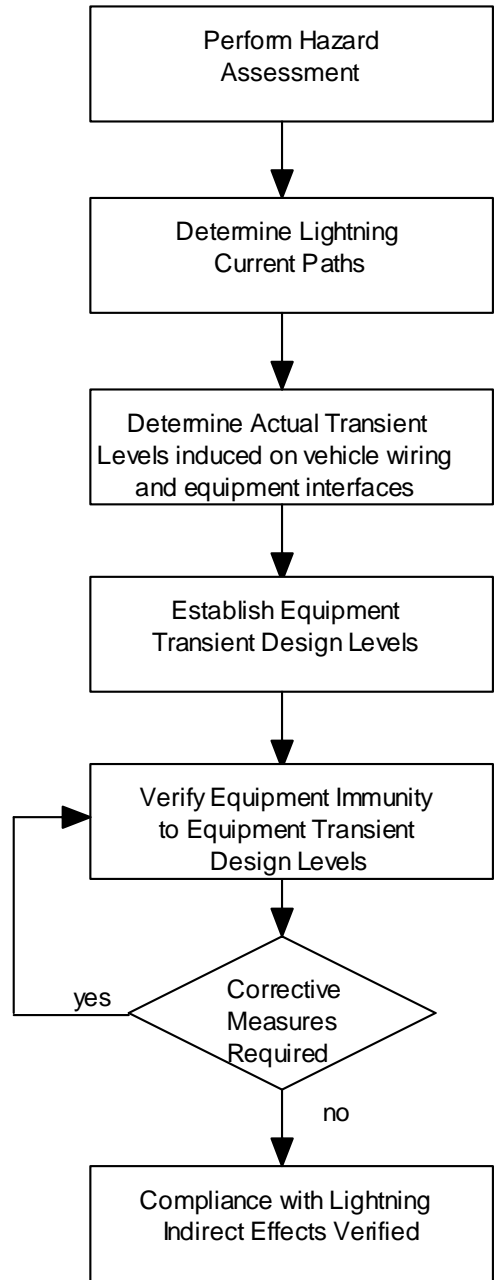 Perform Hazard
Assessment
Determine Lightning
Current Paths
Determine Actual Transient
Levels induced on vehicle wiring
and equipment interfaces
Establish Equipment
Transient Design Levels
Verify Equipment Immunity
to Equipment Transient
Design Levels
yes
Corrective
Measures
Required
no
Compliance with Lightning
Indirect Effects Verified